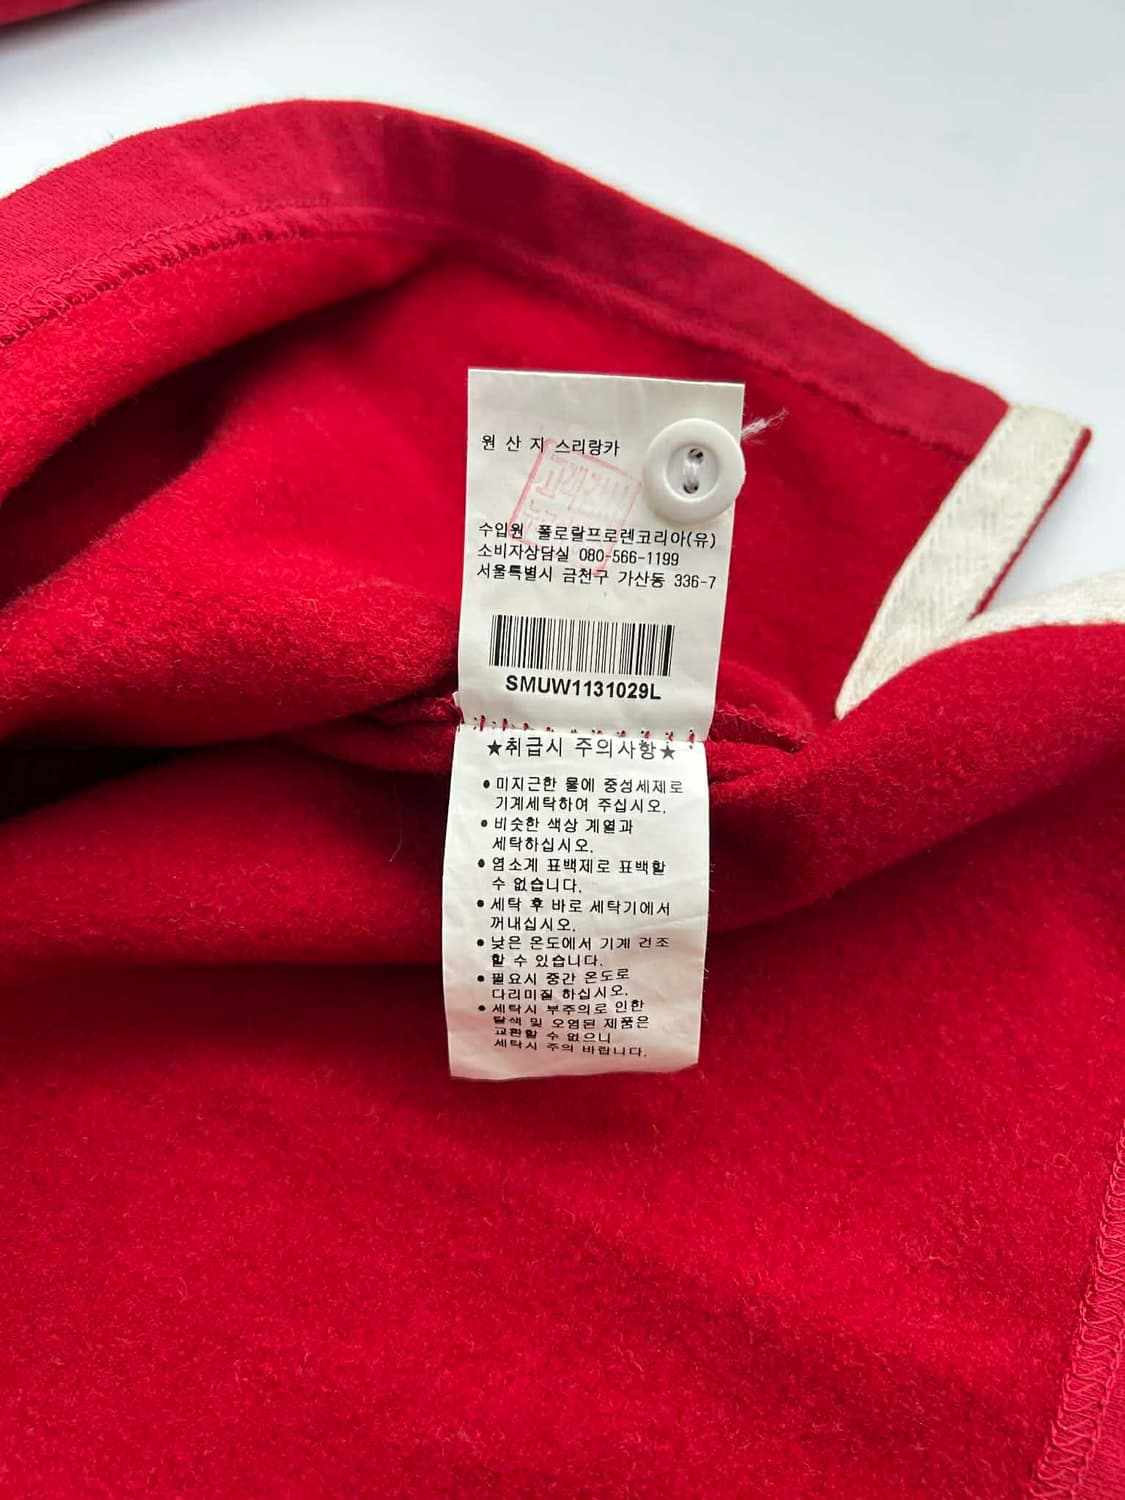 원 산 지 스리랑카
수입원 폴로랄프로렌코리아(유)
소비자상담실 080-566-1199
서울특별시 금천구 가산동 336-7
SMUW1131029L
★취급시 주의사항★
● 미지근한 물에 중성세제로
기계세탁하여 주십시오.
● 비슷한 색상 계열과
세탁하십시오.
● 염소계 표백제로 표백할
수 없습니다.
● 세탁 후 바로 세탁기에서
꺼내십시오.
● 낮은 온도에서 기계 건조
할 수 있습니다.
● 필요시 중간 온도로
다리미질 하십시오.
● 세탁시 부주의로 인한
탈색 및 오염된 제품은
교환할 수 없으니
세탁시 주의 바랍니다.